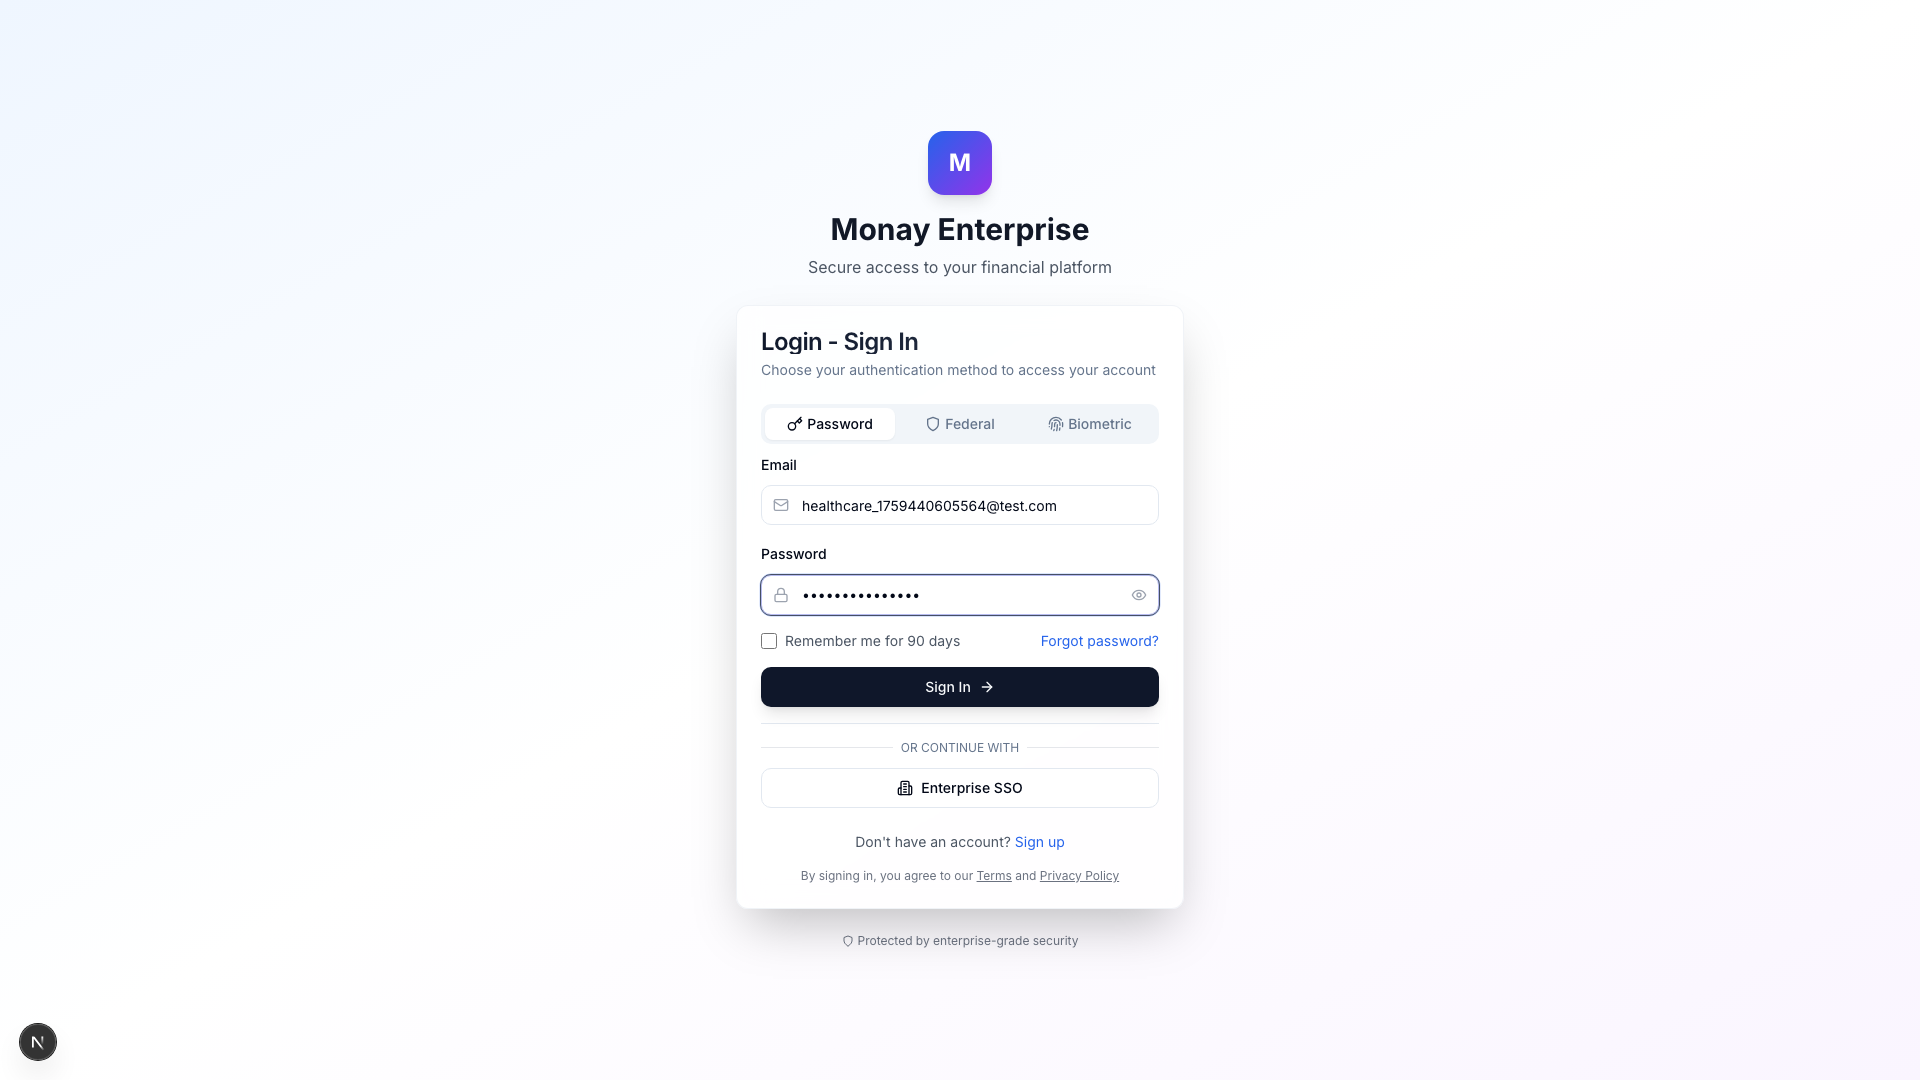 M
Monay Enterprise
Secure access to your financial platform
Login - Sign In
Choose your authentication method to access your account
Password
Federal
Biometric
Email
healthcare_1759440605564@test.com
Password
•••••••••••••••
Remember me for 90 days
Forgot password?
Sign In
OR CONTINUE WITH
Enterprise SSO
Don't have an account? Sign up
By signing in, you agree to our Terms and Privacy Policy
Protected by enterprise-grade security
N